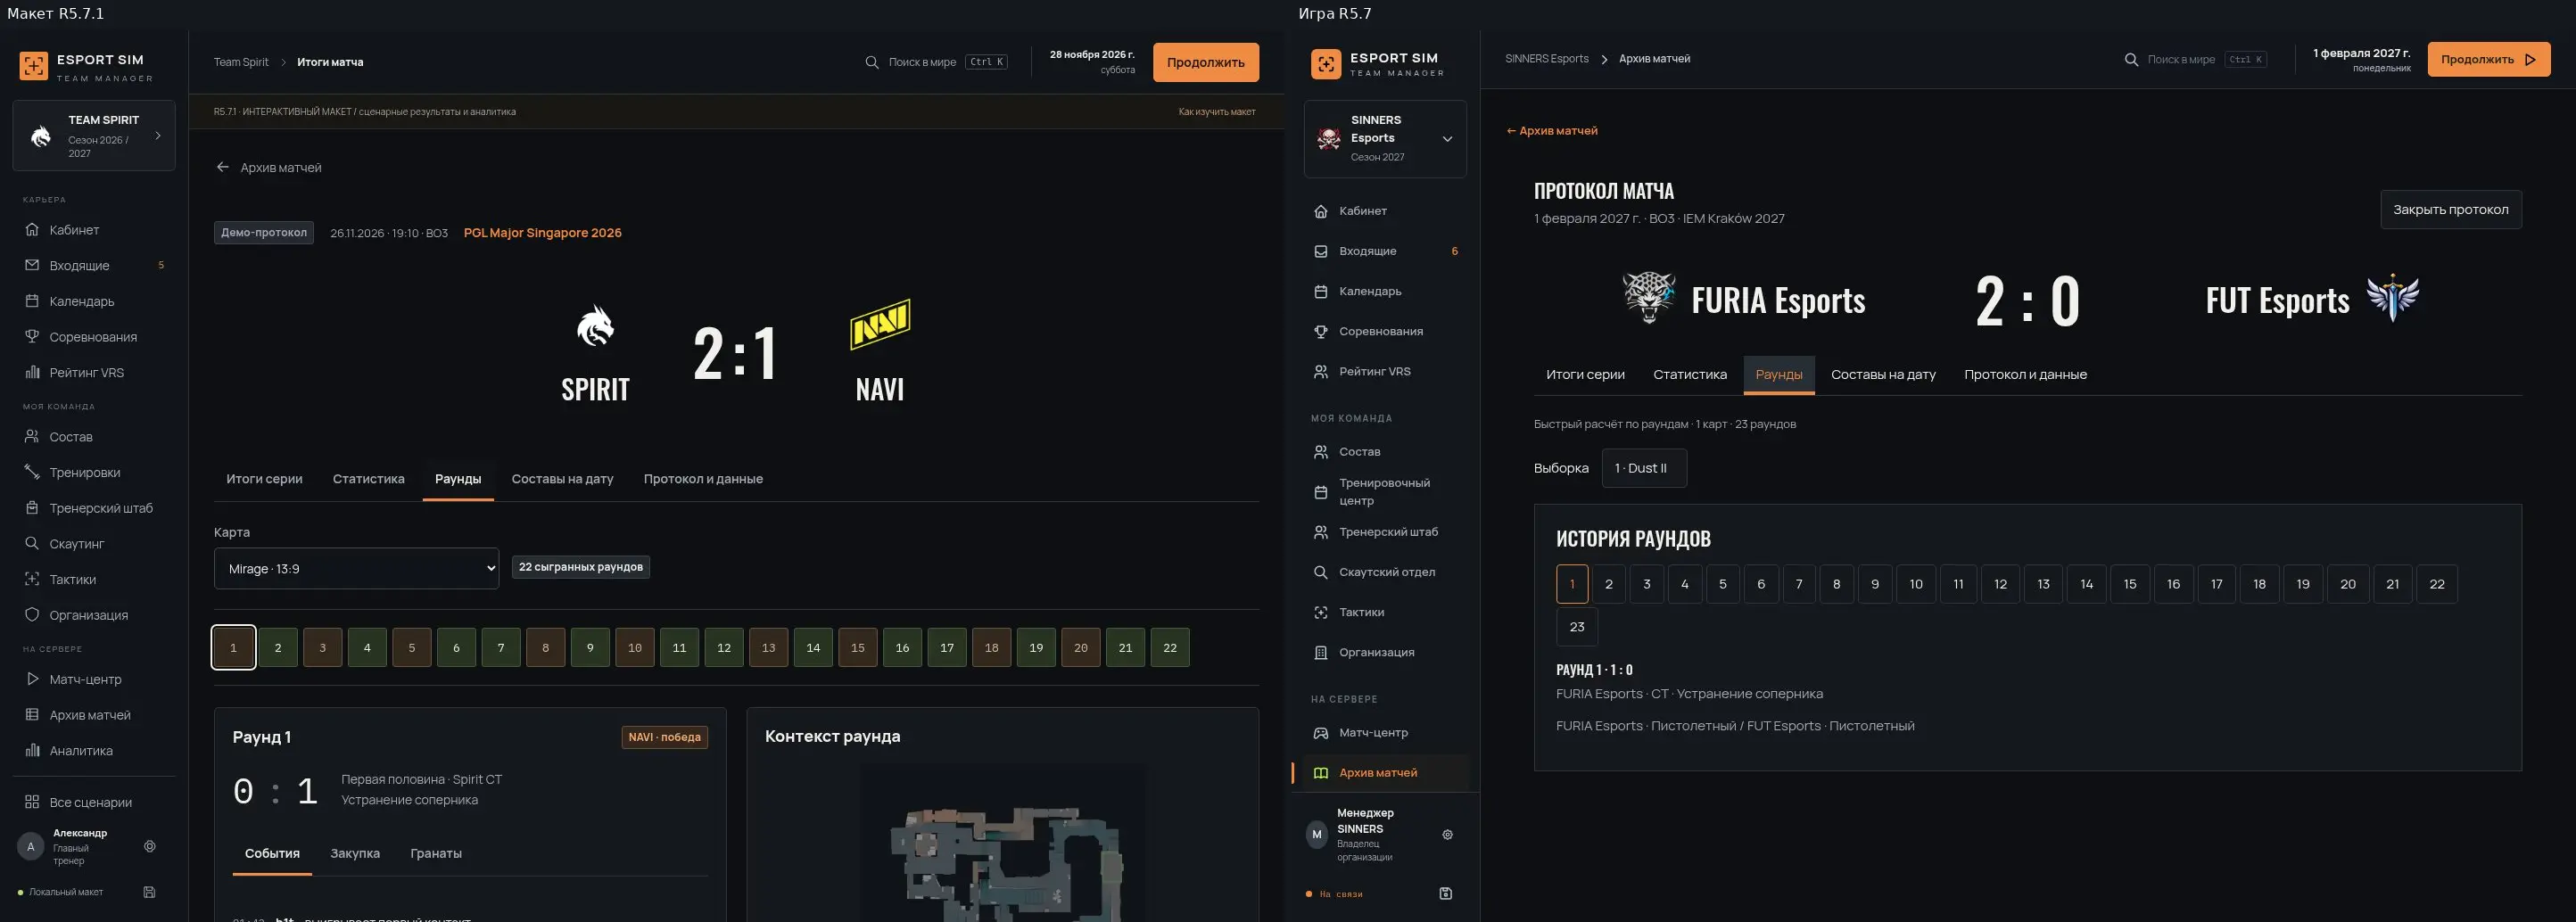 Макет R5.7.1
ESPORT SIM
TEAM MANAGER
TEAM SPIRIT
Сезон 2026 /
2027
КАРЬЕРА
Кабинет
Входящие 5
Календарь
Соревнования
Рейтинг VRS
МОЯ КОМАНДА
Состав
Тренировки
Тренерский штаб
Скаутинг
Тактики
Организация
НА СЕРВЕРЕ
Матч-центр
Архив матчей
Аналитика
Все сценарии
А
Александр
Главный
тренер
Локальный макет
Team Spirit > Итоги матча
Поиск в мире Ctrl K
28 ноября 2026 г.
суббота
Продолжить
R5.7.1 · ИНТЕРАКТИВНЫЙ МАКЕТ / сценарные результаты и аналитика
Как изучить макет
← Архив матчей
Демо-протокол 26.11.2026 · 19:10 · BO3 PGL Major Singapore 2026
SPIRIT 2:1 NAVI
NAVI
Итоги серии Статистика Раунды Составы на дату Протокол и данные
Карта
Mirage · 13:9 22 сыгранных раундов
1 2 3 4 5 6 7 8 9 10 11 12 13 14 15 16 17 18 19 20 21 22
Раунд 1 NAVI · победа
0 : 1
Первая половина · Spirit CT
Устранение соперника
События Закупка Гранаты
Контекст раунда
Игра R5.7
ESPORT SIM
TEAM MANAGER
SINNERS
Esports
Сезон 2027
Кабинет
Входящие 6
Календарь
Соревнования
Рейтинг VRS
МОЯ КОМАНДА
Состав
Тренировочный
центр
Тренерский штаб
Скаутский отдел
Тактики
Организация
НА СЕРВЕРЕ
Матч-центр
Архив матчей
М
Менеджер
SINNERS
Владелец
организации
На связи
SINNERS Esports > Архив матчей
Поиск в мире Ctrl K
1 февраля 2027 г.
понедельник
Продолжить
← Архив матчей
ПРОТОКОЛ МАТЧА
1 февраля 2027 г. · BO3 · IEM Kraków 2027
Закрыть протокол
FURIA Esports 2 : 0 FUT Esports
Итоги серии Статистика Раунды Составы на дату Протокол и данные
Быстрый расчёт по раундам · 1 карт · 23 раундов
Выборка 1 · Dust II
ИСТОРИЯ РАУНДОВ
1 2 3 4 5 6 7 8 9 10 11 12 13 14 15 16 17 18 19 20 21 22
23
РАУНД 1 · 1 : 0
FURIA Esports · CT · Устранение соперника
FURIA Esports · Пистолетный / FUT Esports · Пистолетный